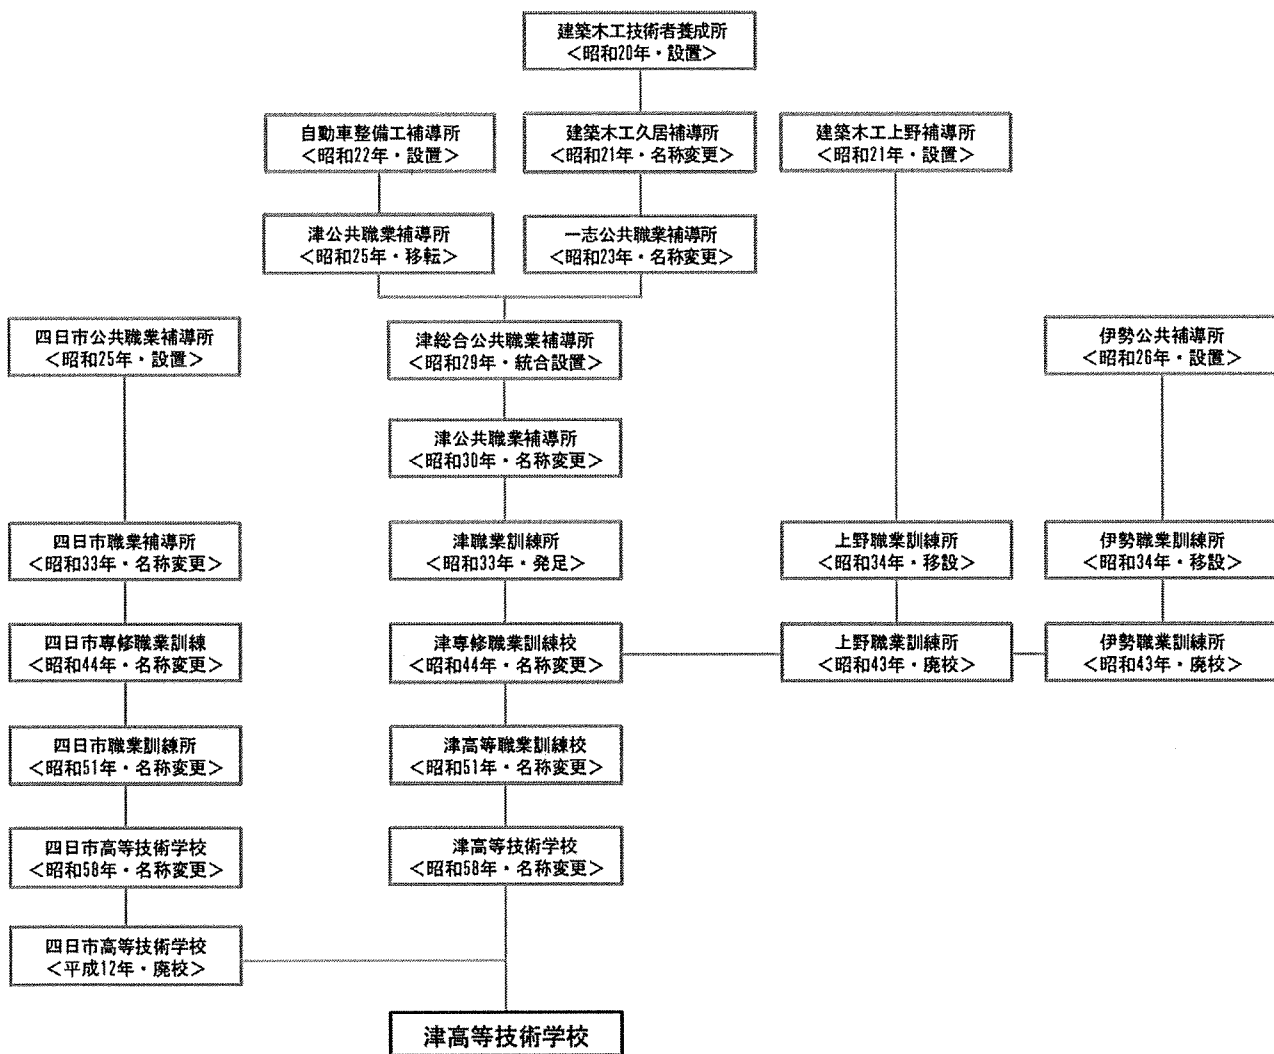 建築木工技術者養成所
<昭和20年・設置>
自動車整備工補導所
<昭和22年・設置>
建築木工久居補導所
<昭和21年・名称変更>
建築木工上野補導所
<昭和21年・設置>
津公共職業補導所
<昭和25年・移転>
一志公共職業補導所
<昭和23年・名称変更>
四日市公共職業補導所
<昭和25年・設置>
津総合公共職業補導所
<昭和29年・統合設置>
伊勢公共補導所
<昭和26年・設置>
津公共職業補導所
<昭和30年・名称変更>
四日市職業補導所
<昭和33年・名称変更>
津職業訓練所
<昭和33年・発足>
上野職業訓練所
<昭和34年・移設>
伊勢職業訓練所
<昭和34年・移設>
四日市専修職業訓練
<昭和44年・名称変更>
津専修職業訓練校
<昭和44年・名称変更>
上野職業訓練所
<昭和43年・廃校>
伊勢職業訓練所
<昭和43年・廃校>
四日市職業訓練所
<昭和51年・名称変更>
津高等職業訓練校
<昭和51年・名称変更>
四日市高等技術学校
<昭和58年・名称変更>
津高等技術学校
<昭和58年・名称変更>
四日市高等技術学校
<平成12年・廃校>
津高等技術学校